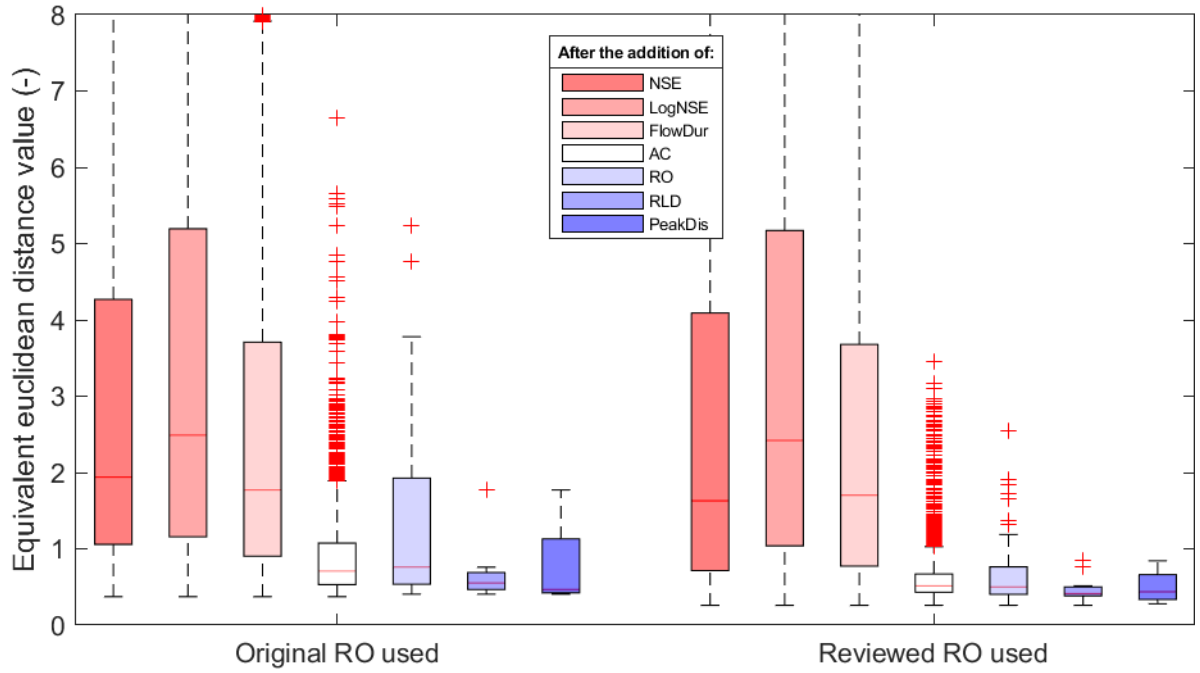 Equivalent euclidean distance value (-)
8
7
6
5
4
3
2
1
0
After the addition of:
NSE
LogNSE
FlowDur
AC
RO
RLD
PeakDis
Original RO used
Reviewed RO used